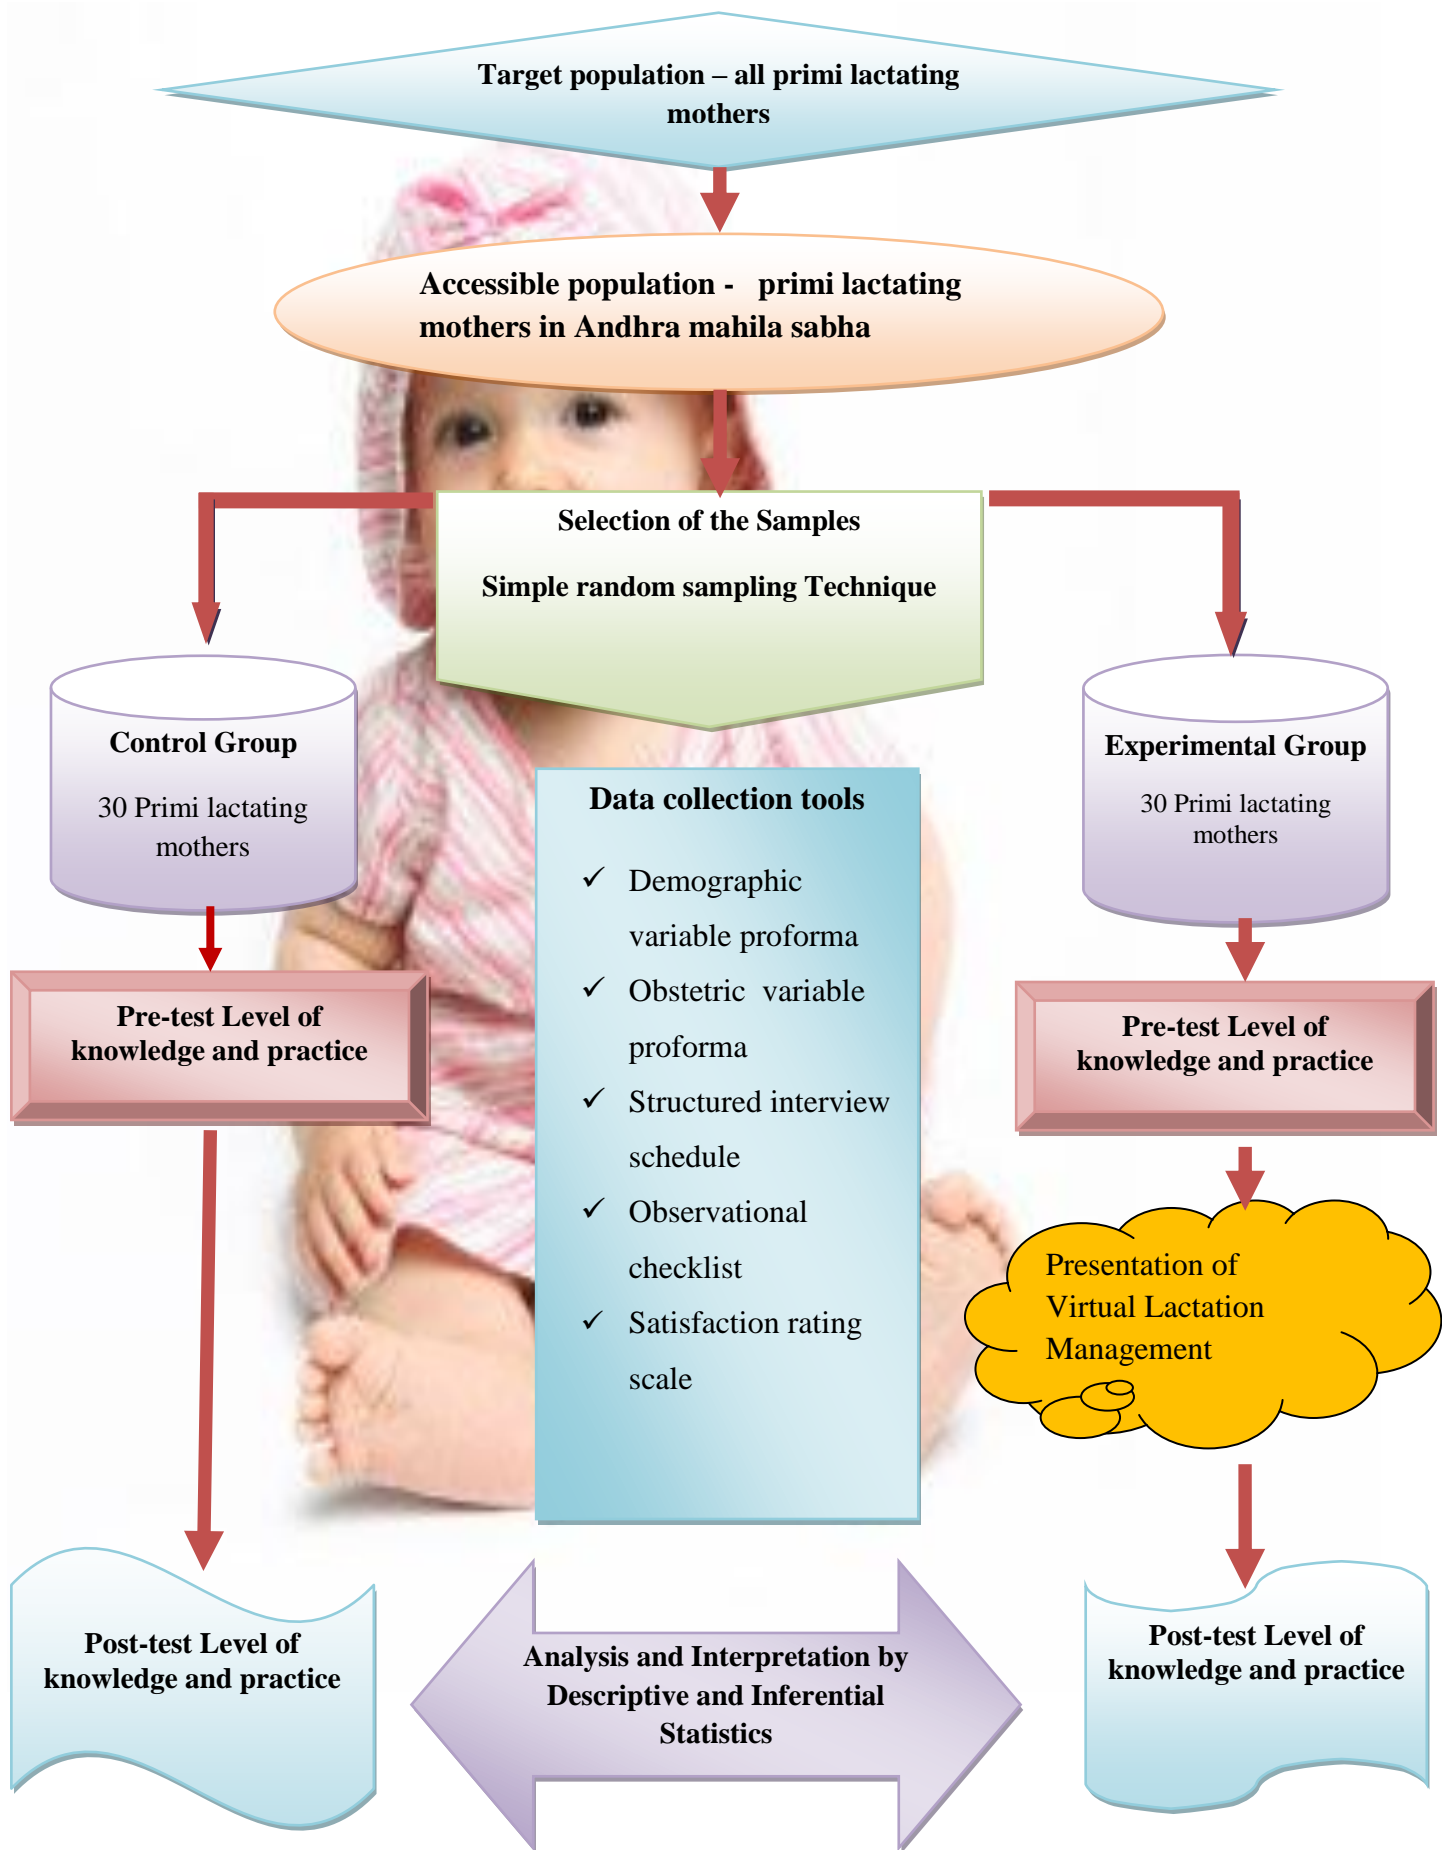 Target population – all primi lactating
mothers
Accessible population -   primi lactating
mothers in Andhra mahila sabha
Selection of the Samples
Simple random sampling Technique
Control Group
30 Primi lactating
mothers
Experimental Group
30 Primi lactating
mothers
Data collection tools
✓ Demographic
variable proforma
✓ Obstetric  variable
proforma
✓ Structured interview
schedule
✓ Observational
checklist
✓ Satisfaction rating
scale
Pre-test Level of
knowledge and practice
Pre-test Level of
knowledge and practice
Presentation of
Virtual Lactation
Management
Post-test Level of
knowledge and practice
Analysis and Interpretation by
Descriptive and Inferential
Statistics
Post-test Level of
knowledge and practice